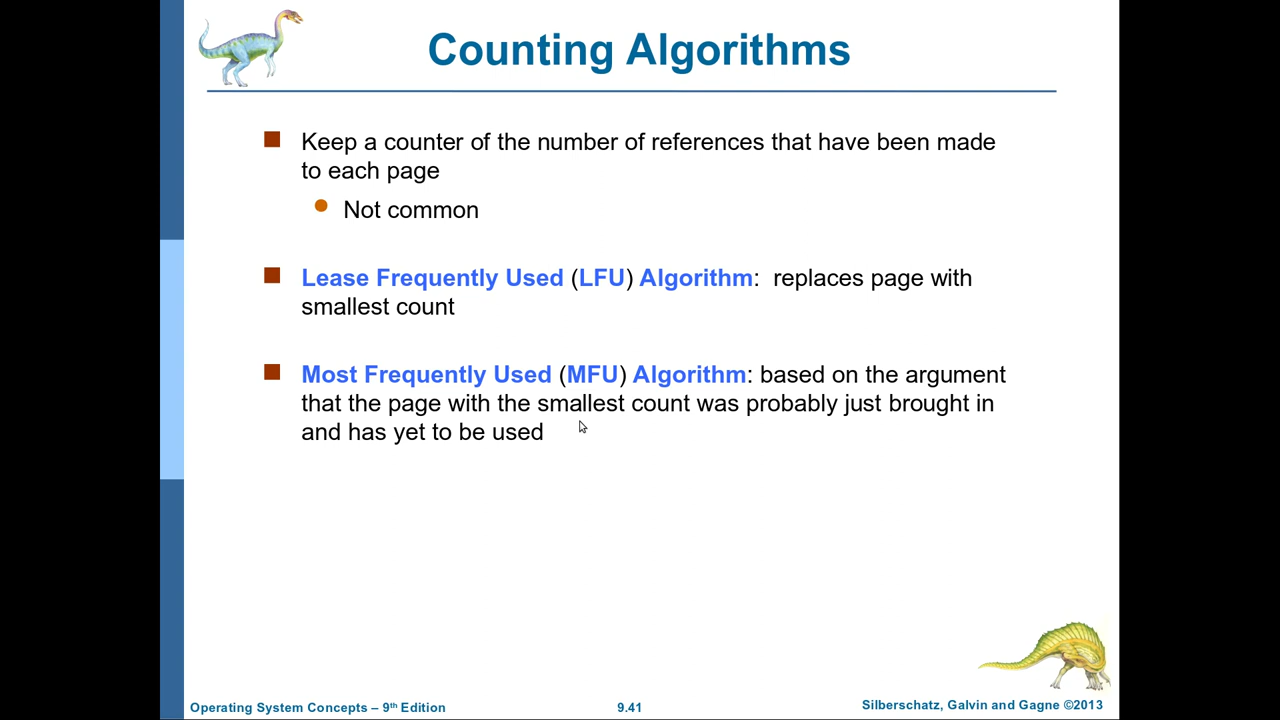 Counting Algorithms
Keep a counter of the number of references that have been made
to each page
Not common
Lease Frequently Used (LFU) Algorithm:  replaces page with
smallest count
Most Frequently Used (MFU) Algorithm: based on the argument
that the page with the smallest count was probably just brought in
and has yet to be used
Operating System Concepts – 9th Edition
9.41
Silberschatz, Galvin and Gagne ©2013